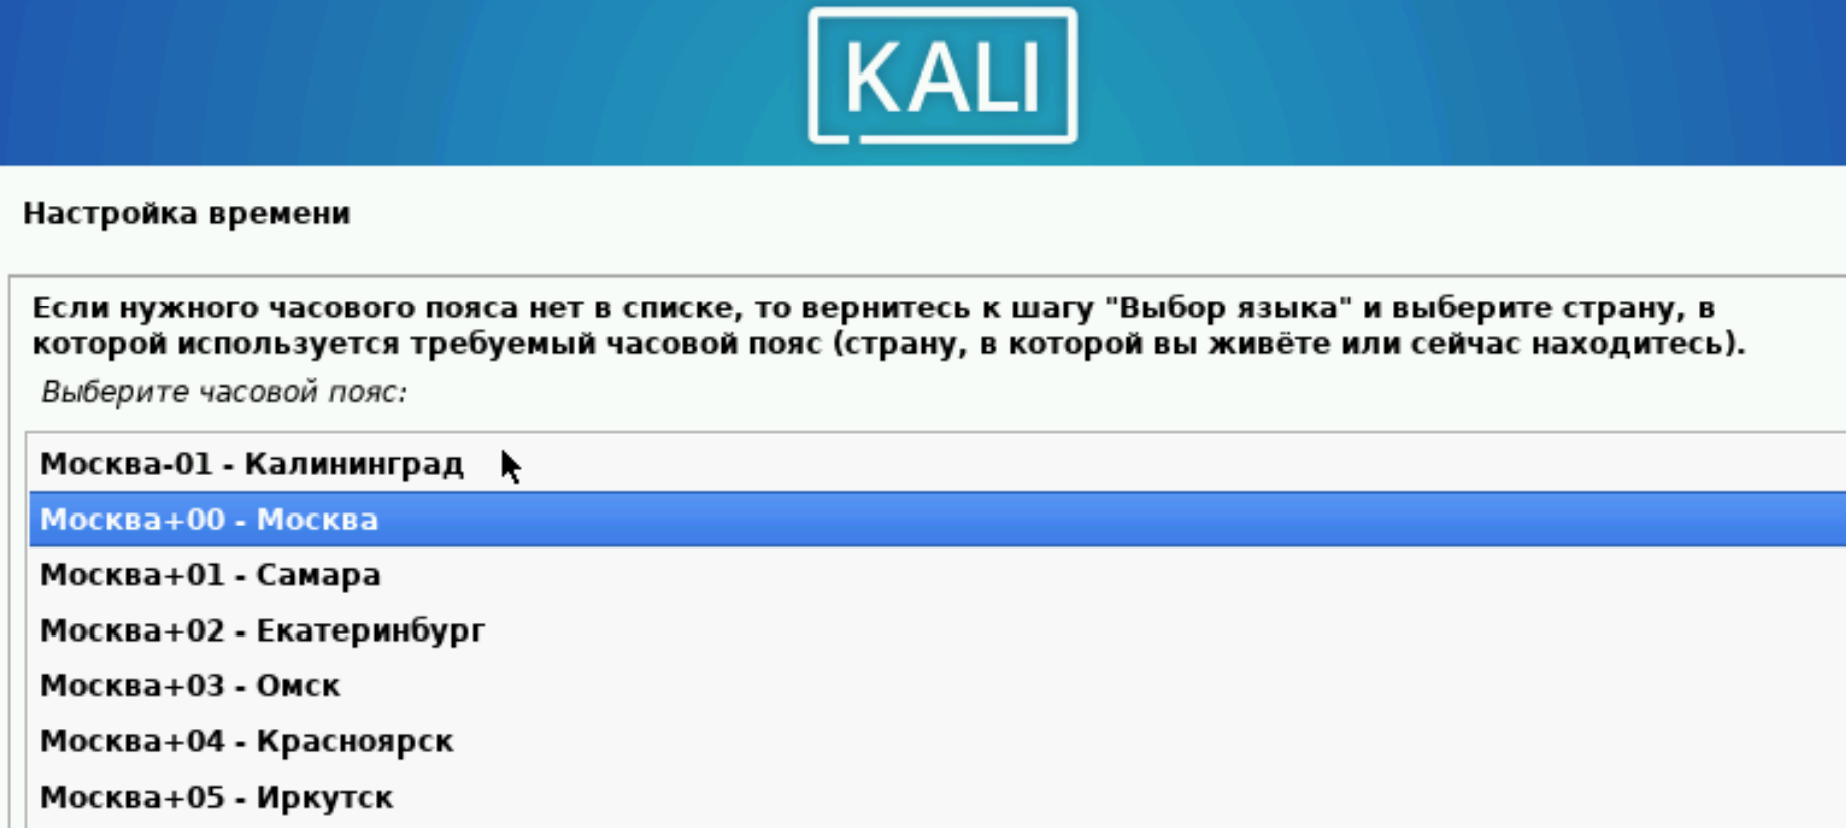 KALI
Настройка времени
Если нужного часового пояса нет в списке, то вернитесь к шагу "Выбор языка" и выберите страну, в
которой используется требуемый часовой пояс (страну, в которой вы живёте или сейчас находитесь).
Выберите часовой пояс:
Москва-01 - Калининград
Москва+00 - Москва
Москва+01 - Самара
Москва+02 - Екатеринбург
Москва+03 - Омск
Москва+04 - Красноярск
Москва+05 - Иркутск